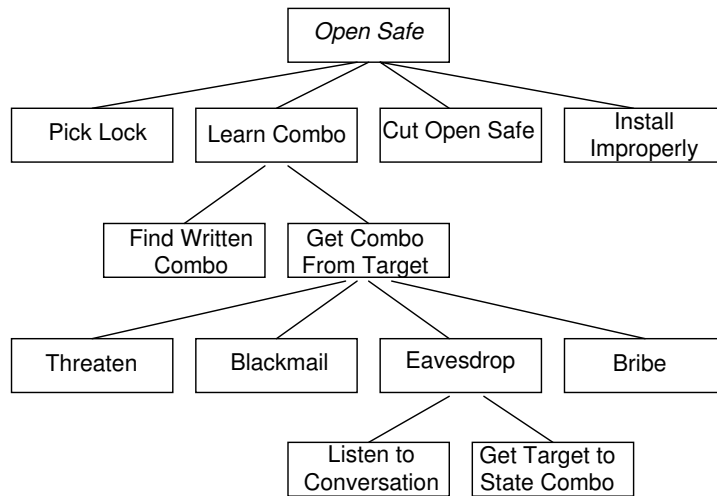 Open Safe
Pick Lock
Learn Combo
Cut Open Safe
Install
Improperly
Find Written
Combo
Get Combo
From Target
Threaten
Blackmail
Eavesdrop
Bribe
Listen to
Conversation
Get Target to
State Combo